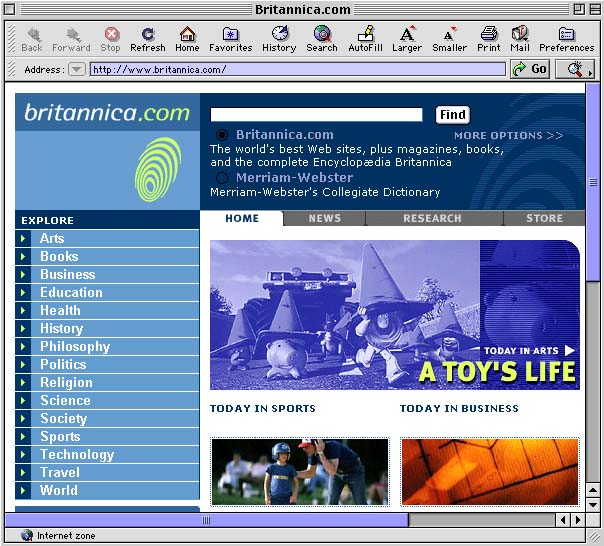 Britannica.com
Back Forward Stop Refresh Home Favorites History Search AutoFill Larger Smaller Print Mail Preferences
Address: http://www.britannica.com/ Go
britannica.com
Find
Britannica.com MORE OPTIONS >>
The world's best Web sites, plus magazines, books,
and the complete Encyclopædia Britannica
Merriam-Webster
Merriam-Webster's Collegiate Dictionary
EXPLORE
HOME NEWS RESEARCH STORE
Arts
Books
Business
Education
Health
History
Philosophy
Politics
Religion
Science
Society
Sports
Technology
Travel
World
TODAY IN ARTS
A TOY'S LIFE
TODAY IN SPORTS TODAY IN BUSINESS
Internet zone